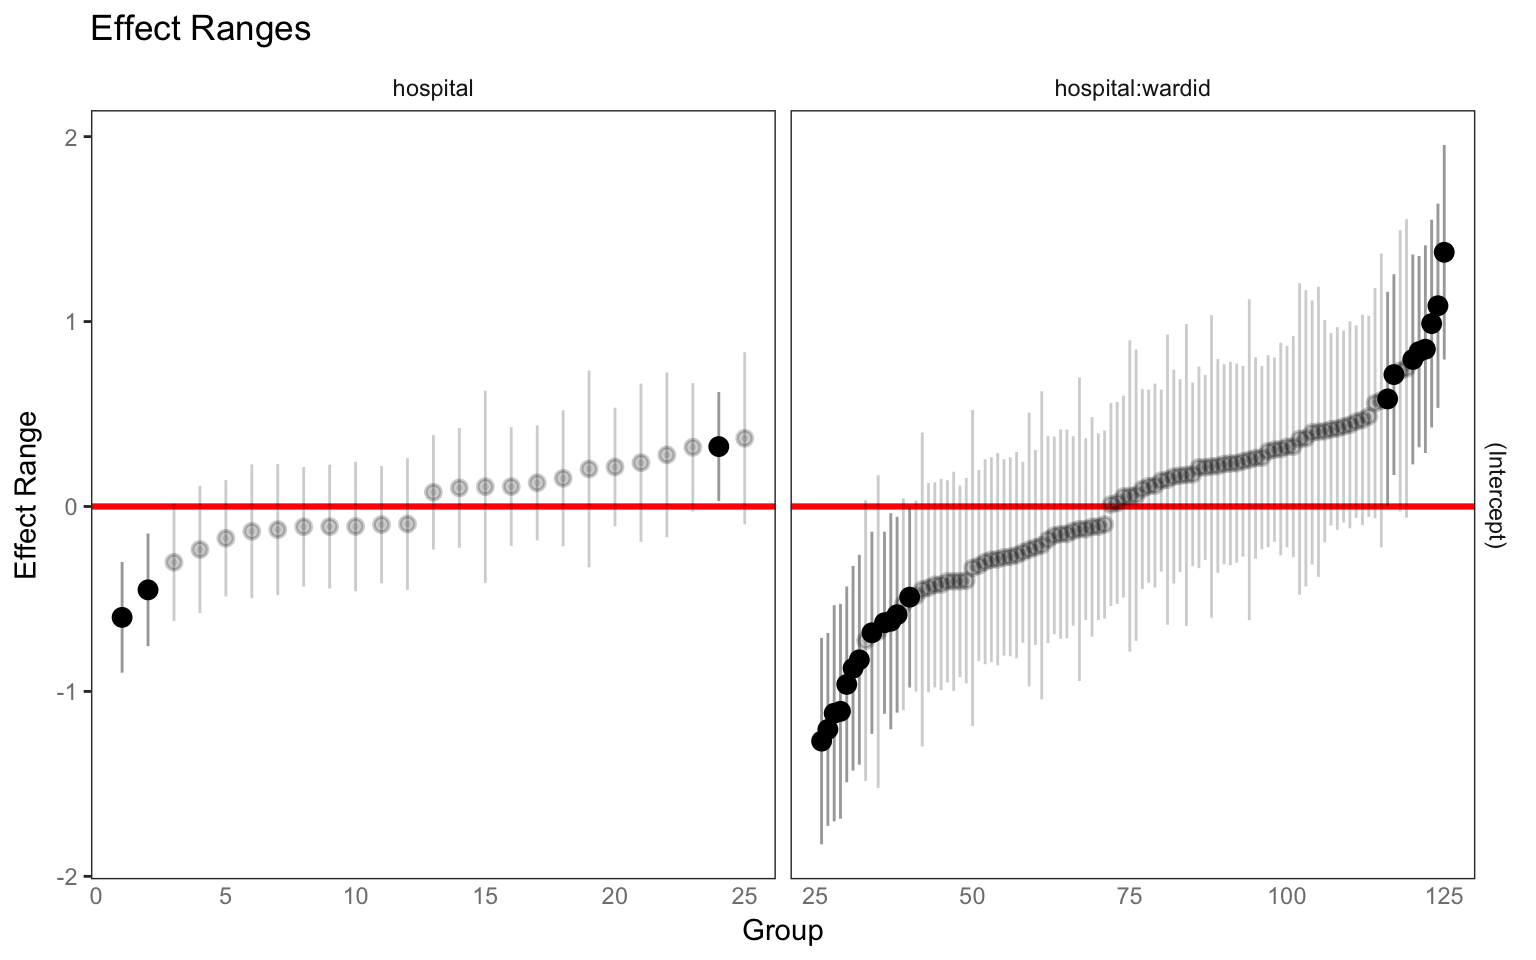 Effect Ranges
hospital
hospital:wardid
2
1
0
-1
-2
Effect Range
(Intercept)
0 5 10 15 20 25
25 50 75 100 125
Group